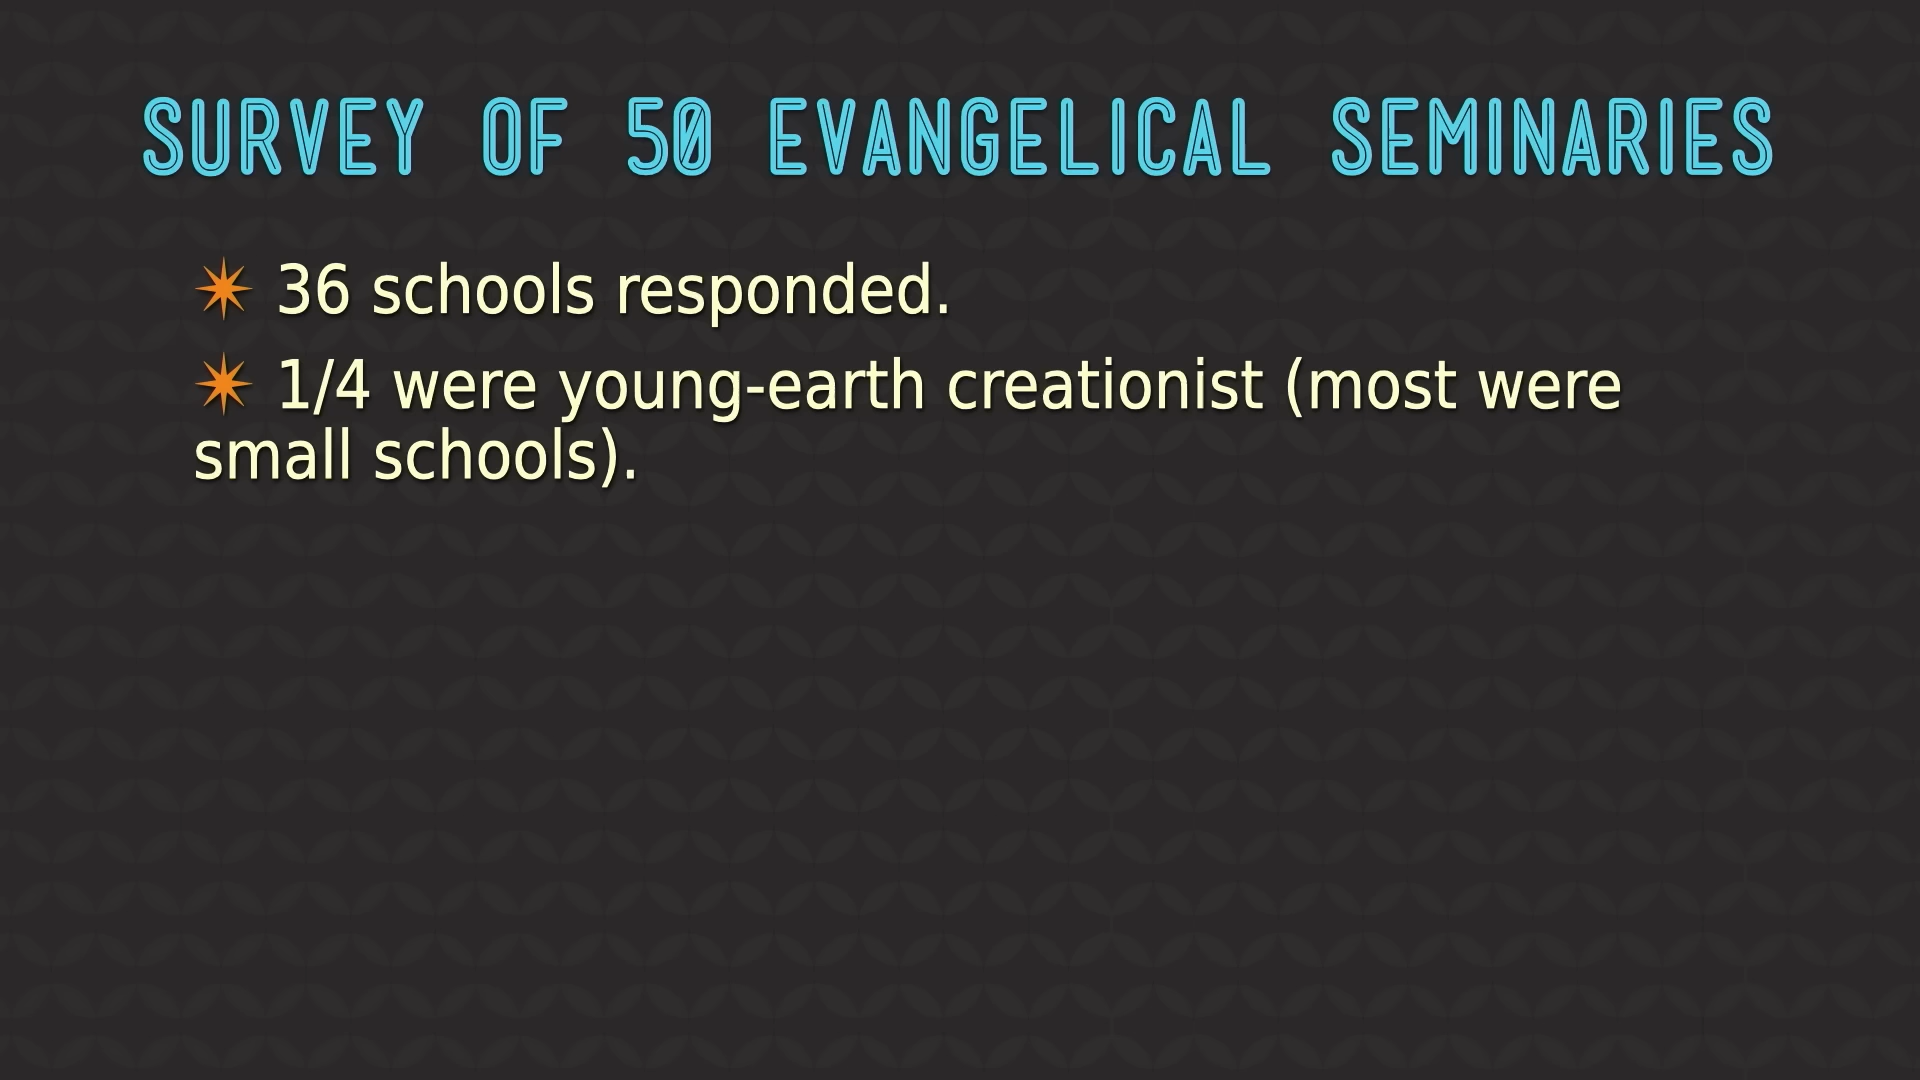 SURVEY OF 50 EVANGELICAL SEMINARIES
✴ 36 schools responded.
✴ 1/4 were young-earth creationist (most were
small schools).